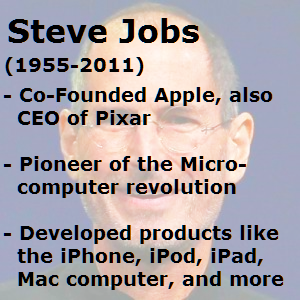 Steve Jobs
(1955-2011)
- Co-Founded Apple, also
CEO of Pixar
- Pioneer of the Micro-
computer revolution
- Developed products like
the iPhone, iPod, iPad,
Mac computer, and more